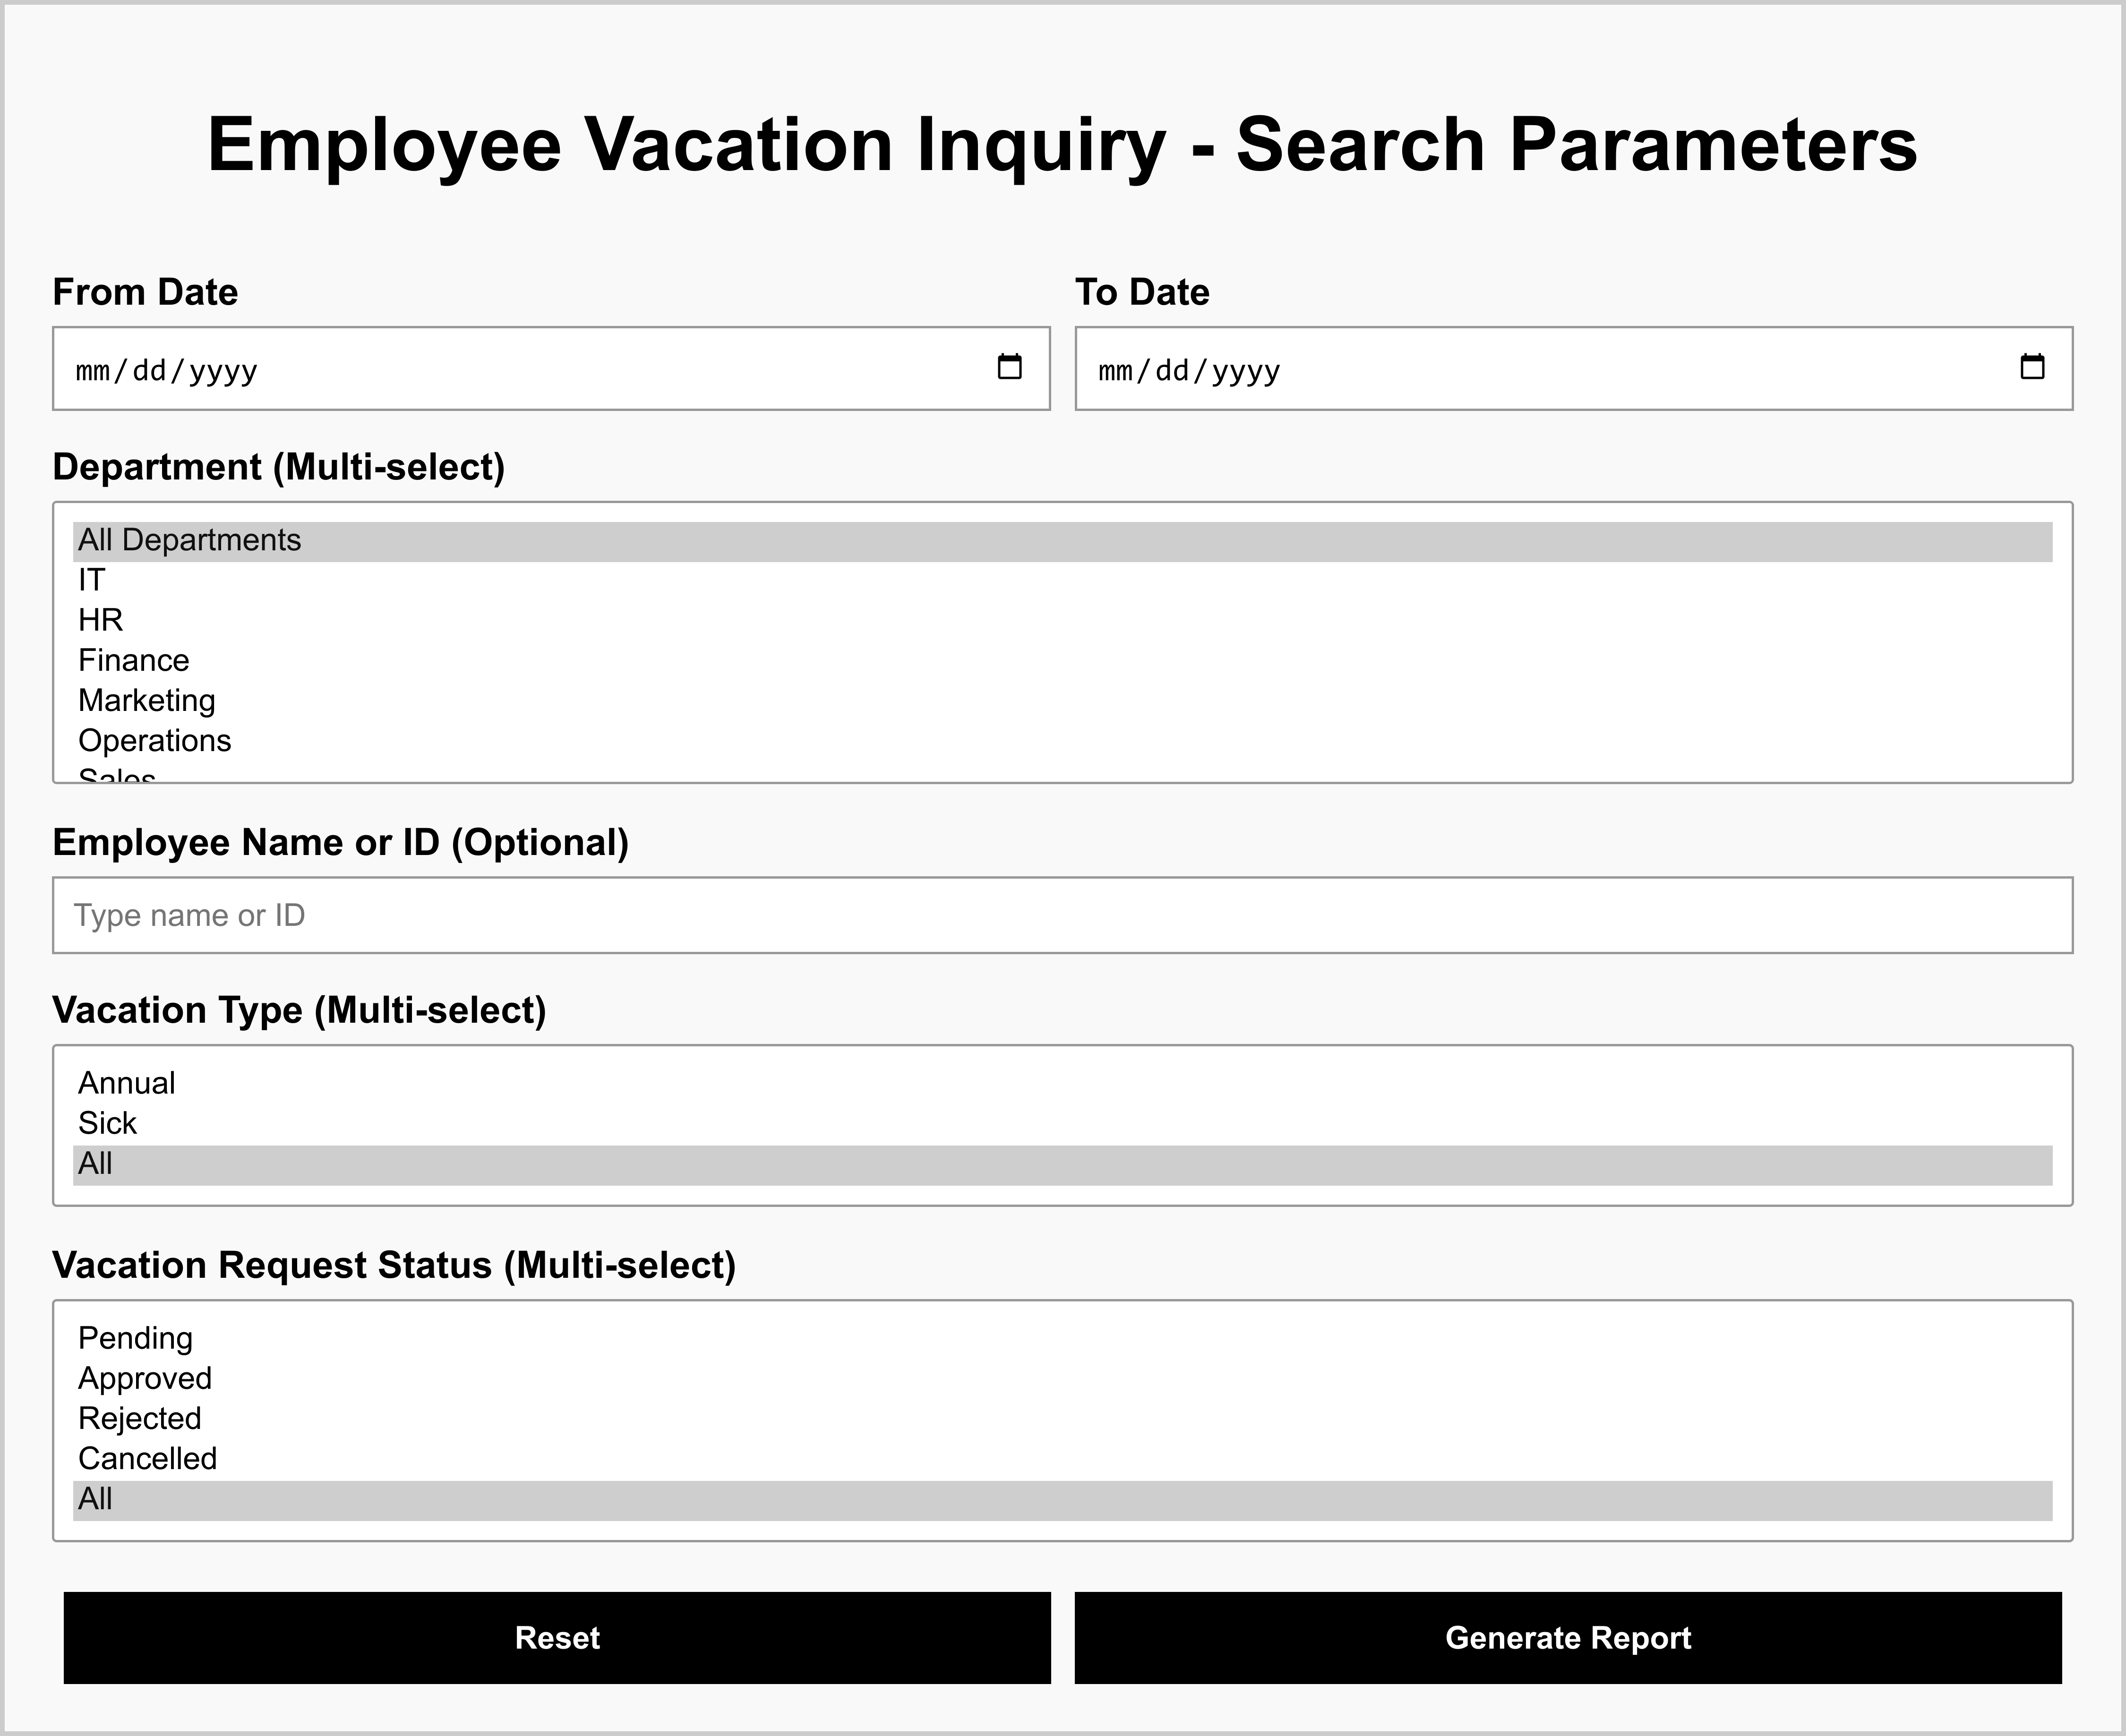 Employee Vacation Inquiry - Search Parameters
From Date
To Date
mm/dd/yyyy
mm/dd/yyyy
Department (Multi-select)
All Departments
IT
HR
Finance
Marketing
Operations
Sales
Employee Name or ID (Optional)
Type name or ID
Vacation Type (Multi-select)
Annual
Sick
All
Vacation Request Status (Multi-select)
Pending
Approved
Rejected
Cancelled
All
Reset
Generate Report